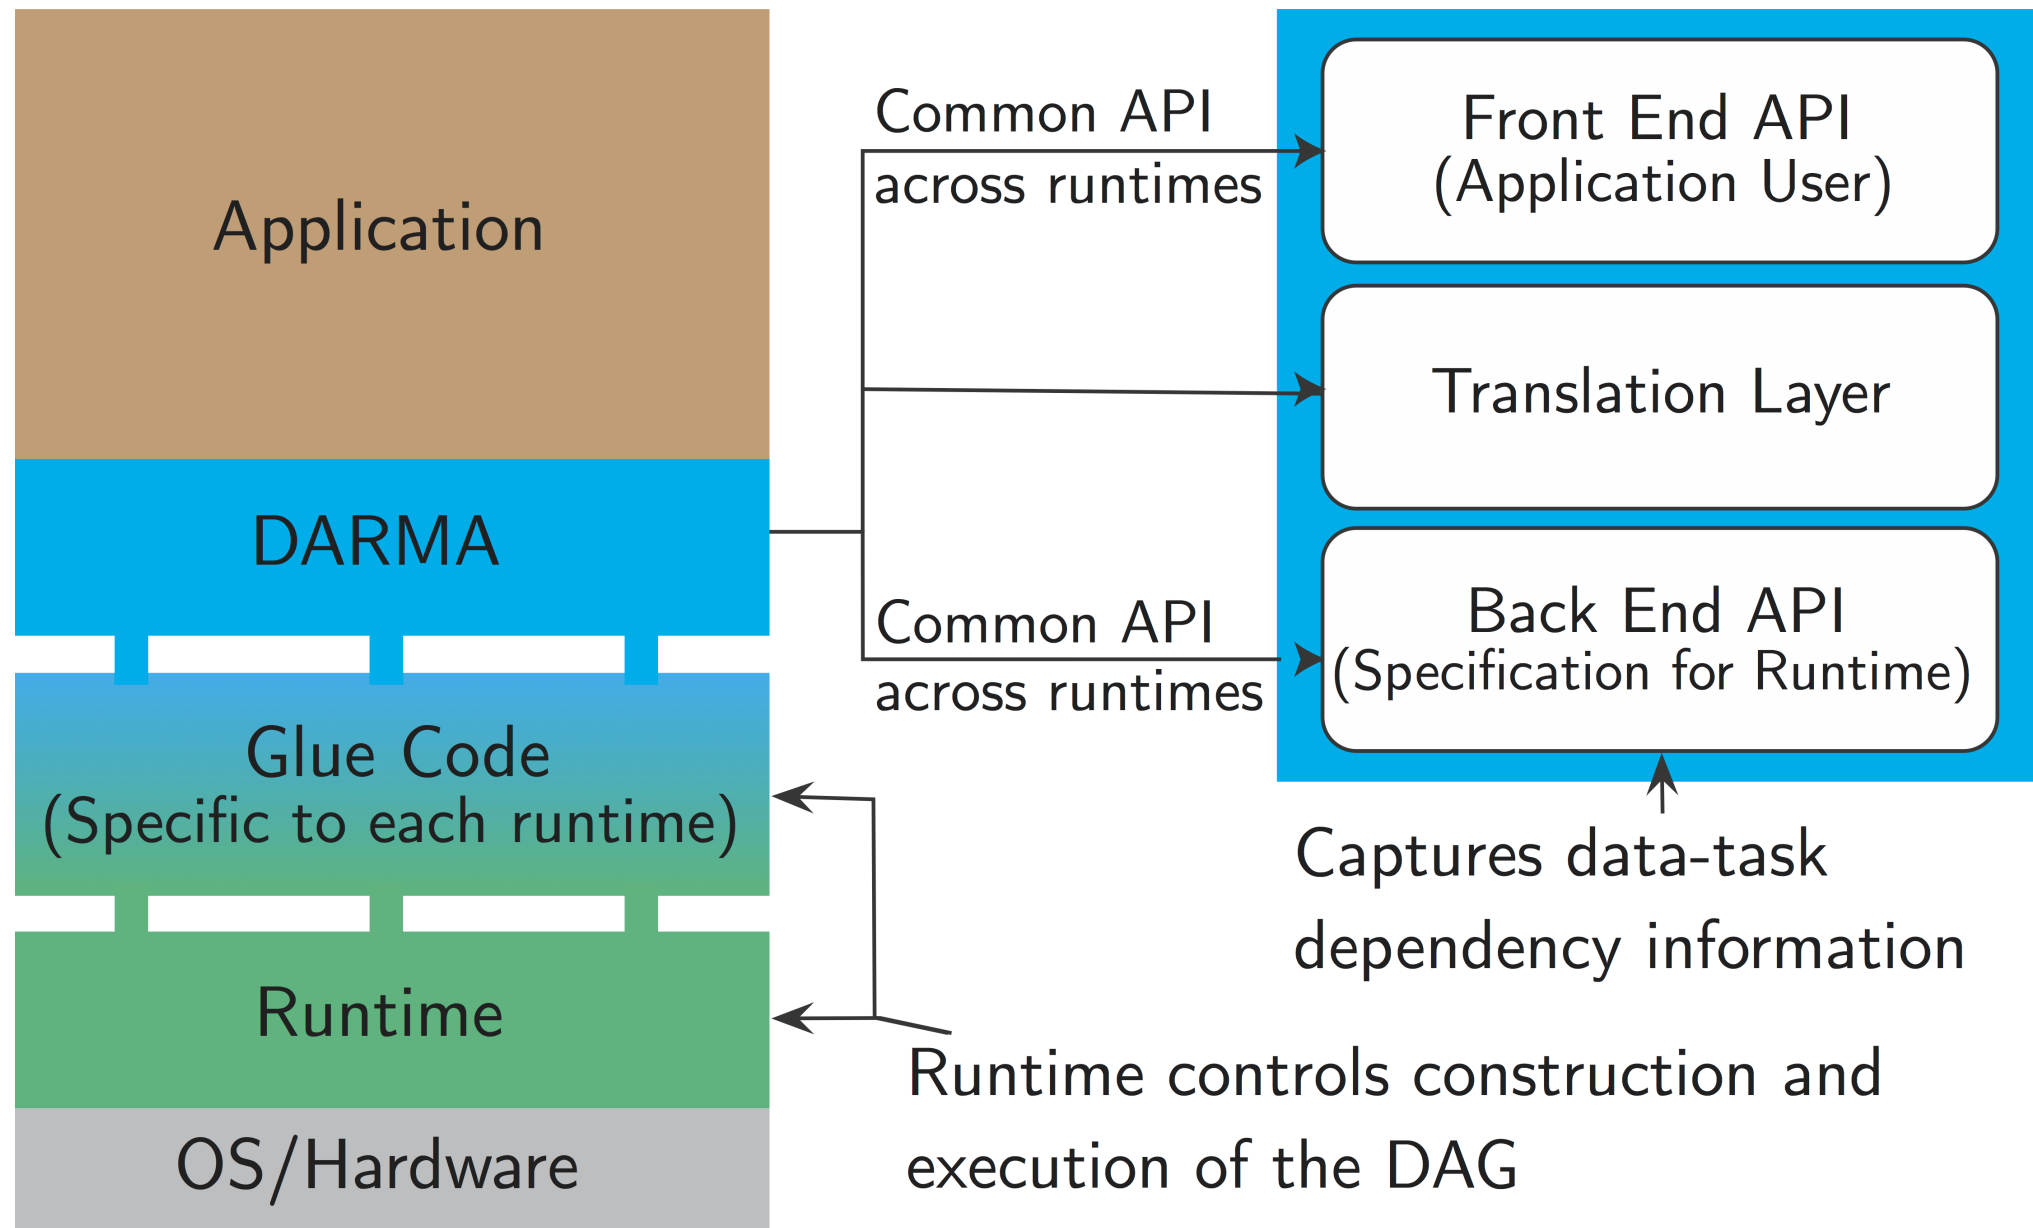 Application
DARMA
Glue Code
(Specific to each runtime)
Runtime
OS/Hardware
Common API
across runtimes
Common API
across runtimes
Front End API
(Application User)
Translation Layer
Back End API
(Specification for Runtime)
Captures data-task
dependency information
Runtime controls construction and
execution of the DAG